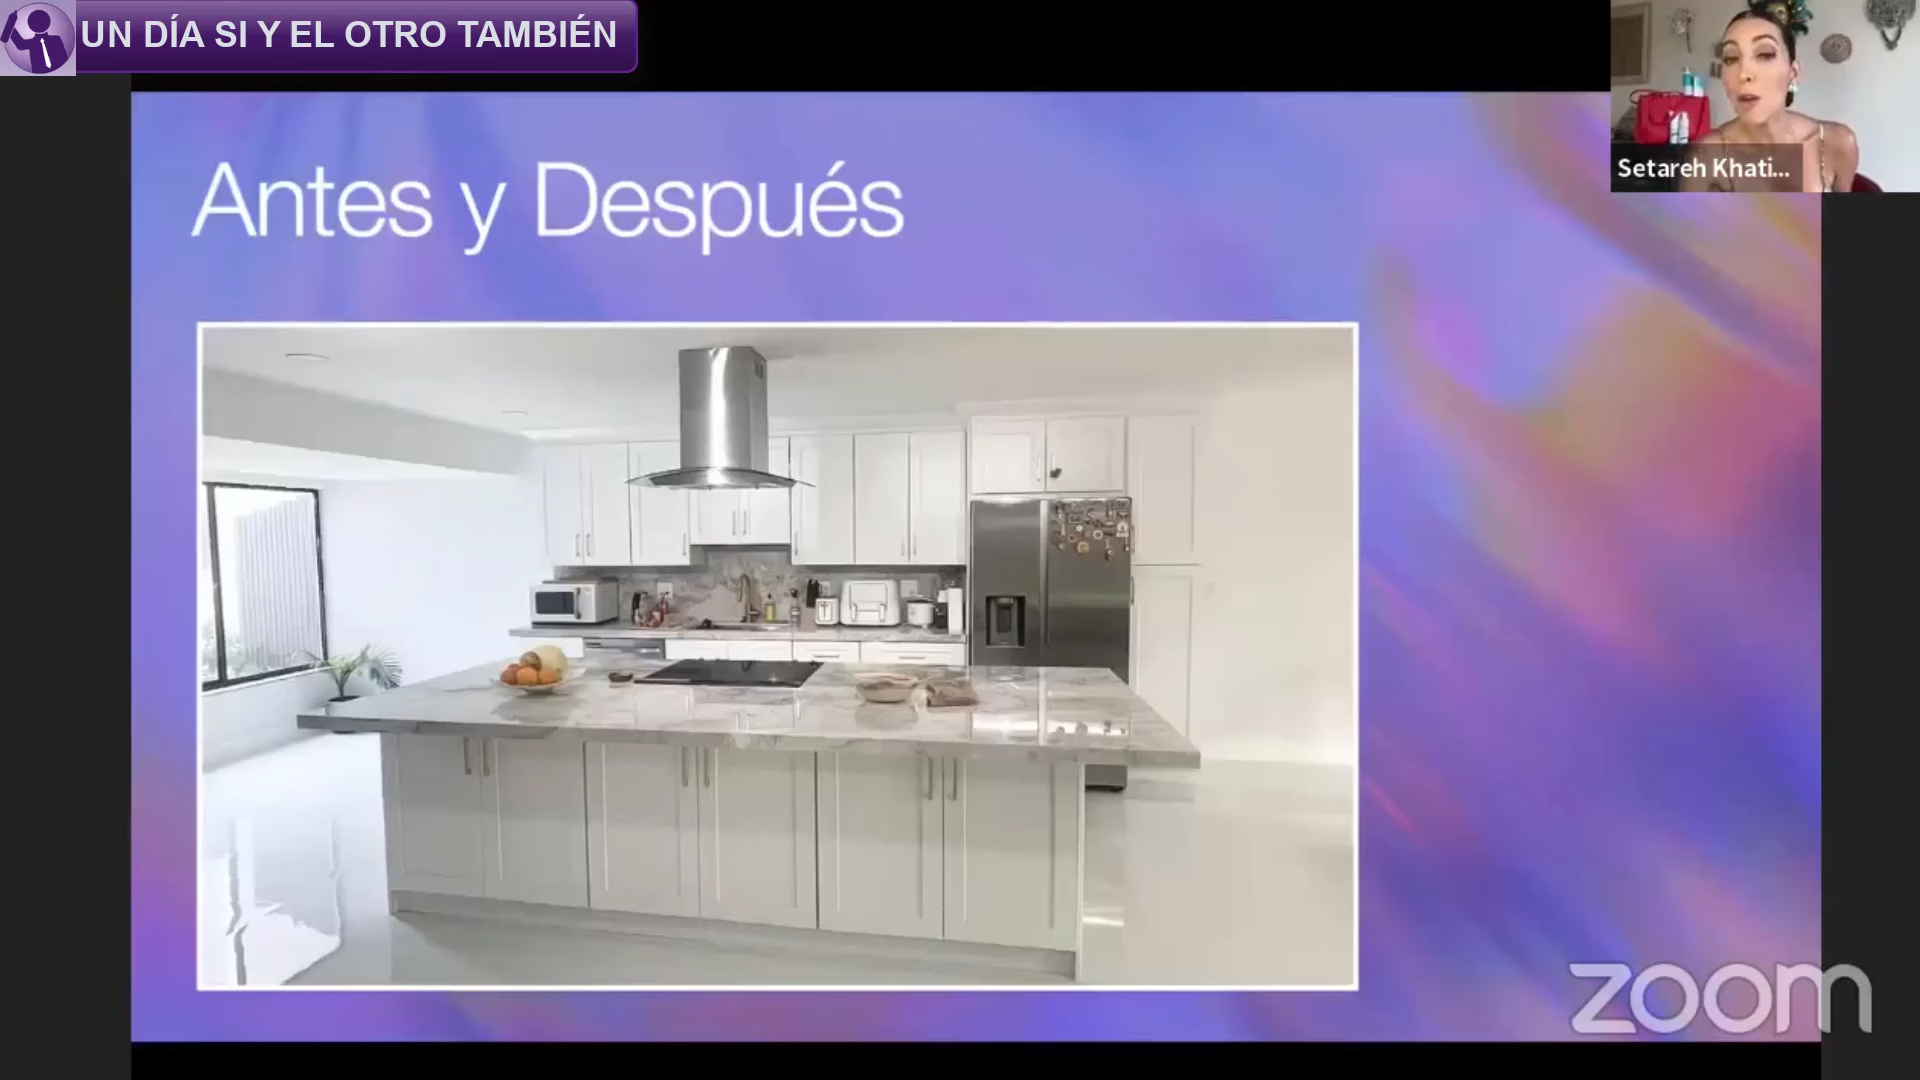 UN DÍA SI Y EL OTRO TAMBIÉN
Setareh Khati...
Antes y Después
zoom